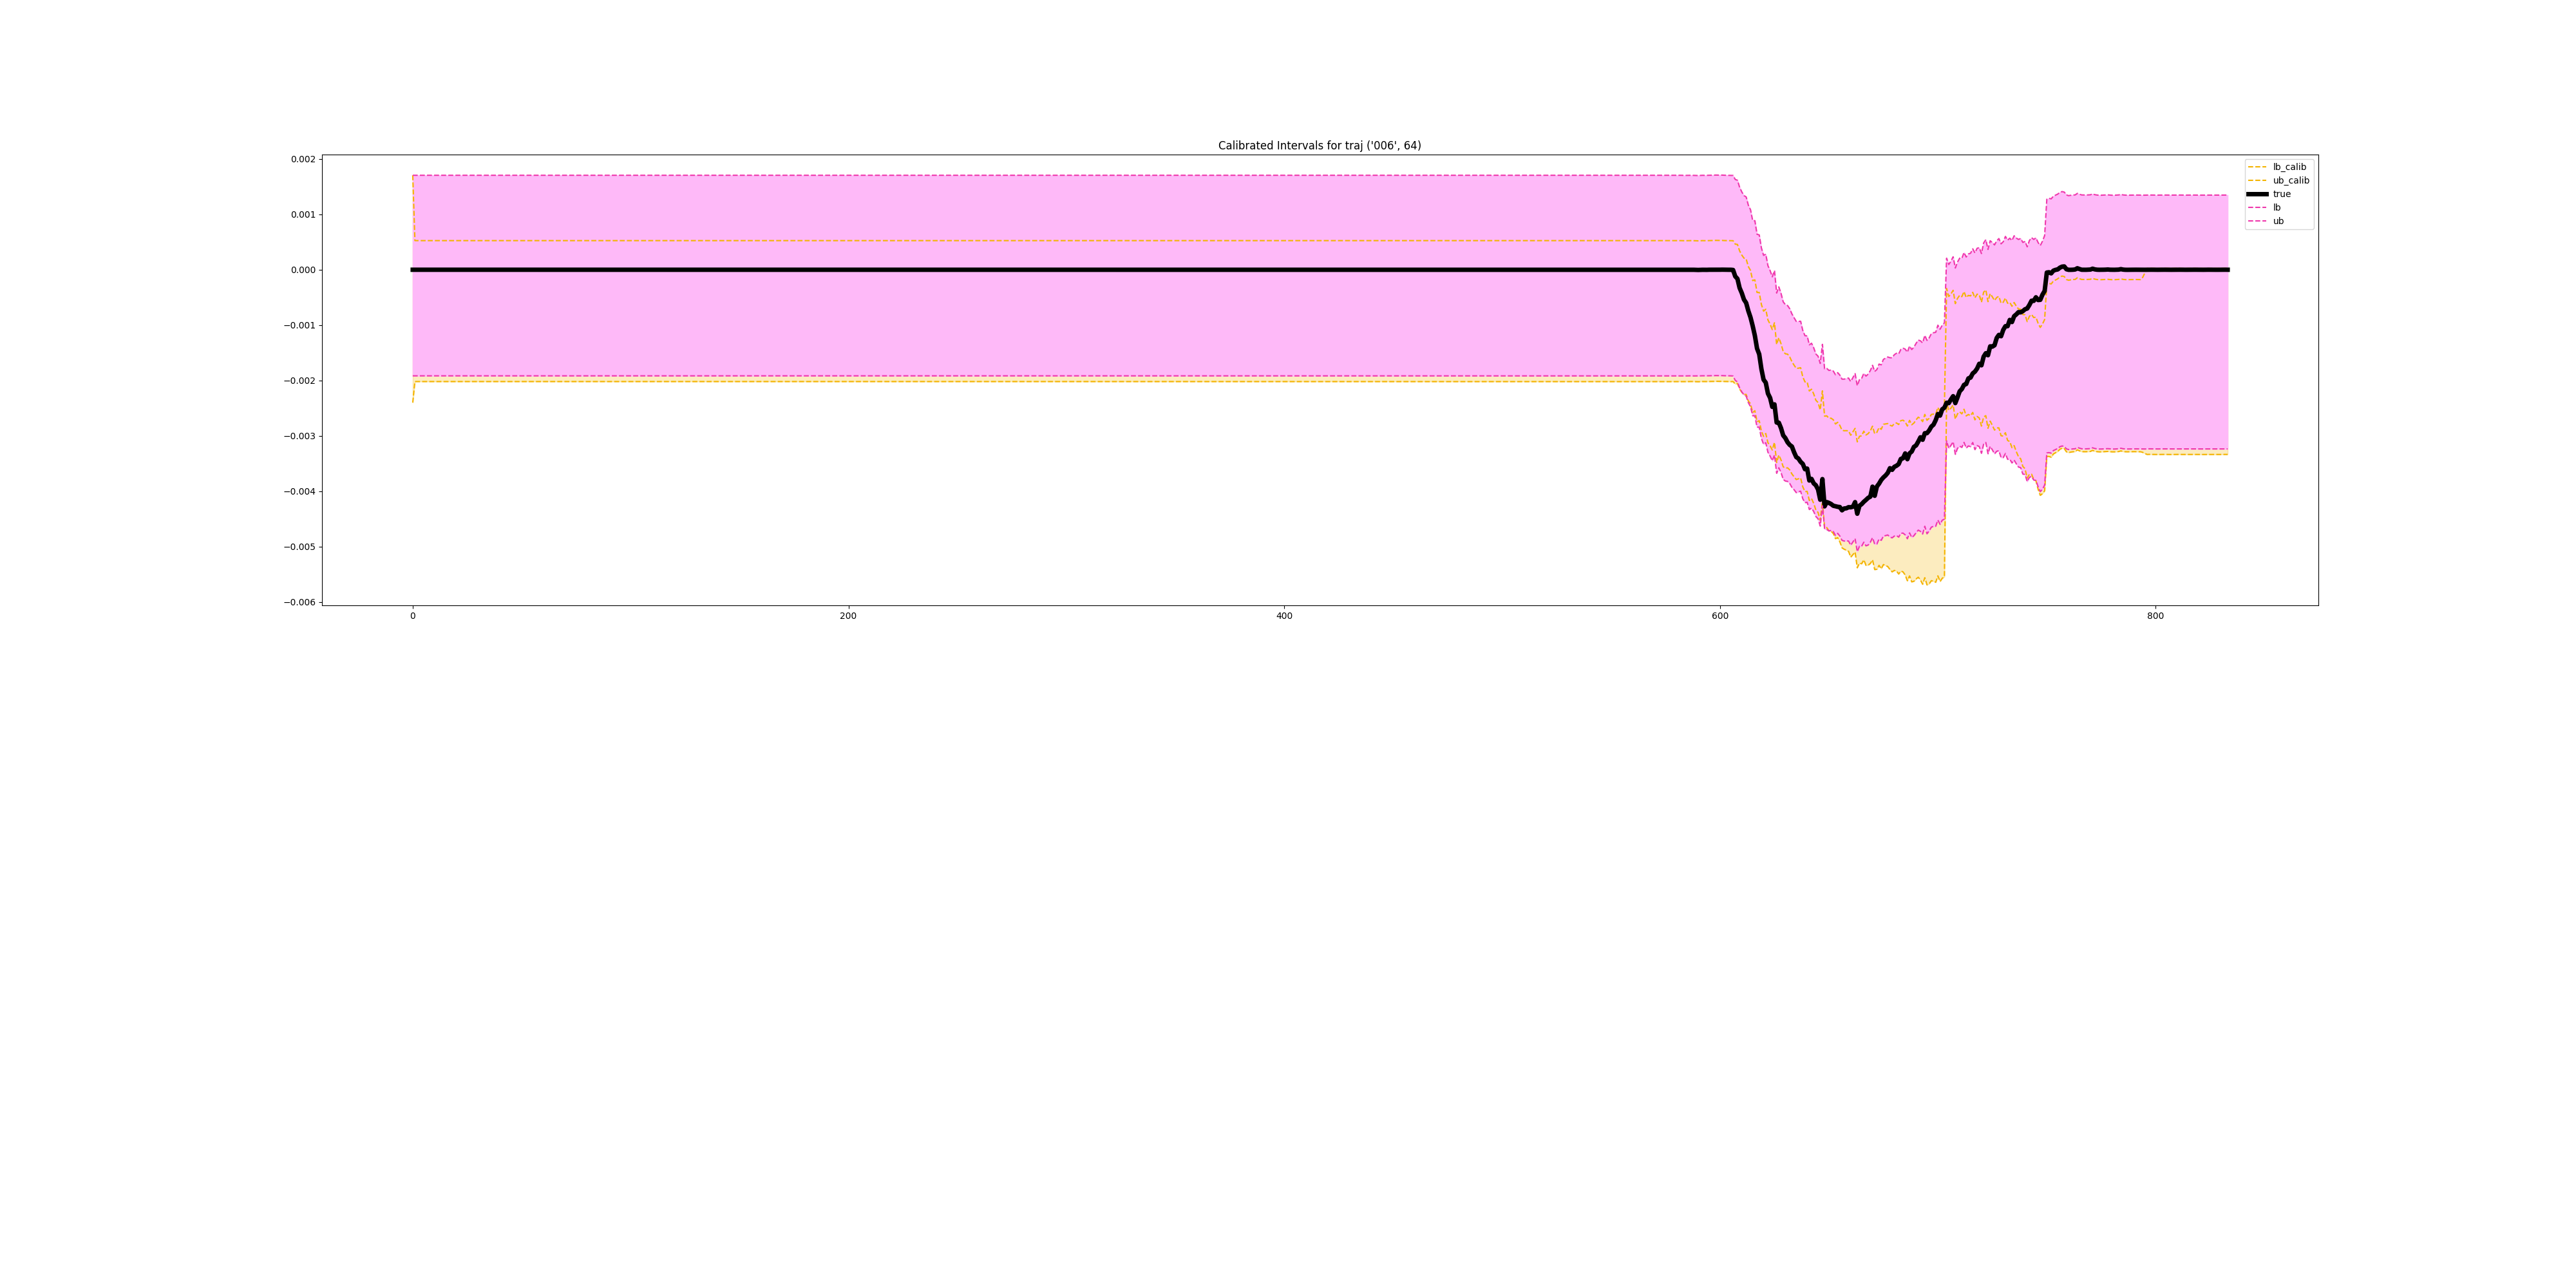 Calibrated Intervals for traj ('006', 64)
0.002
0.001
0.000
−0.001
−0.002
−0.003
−0.004
−0.005
−0.006
0 200 400 600 800
lb_calib
ub_calib
true
lb
ub